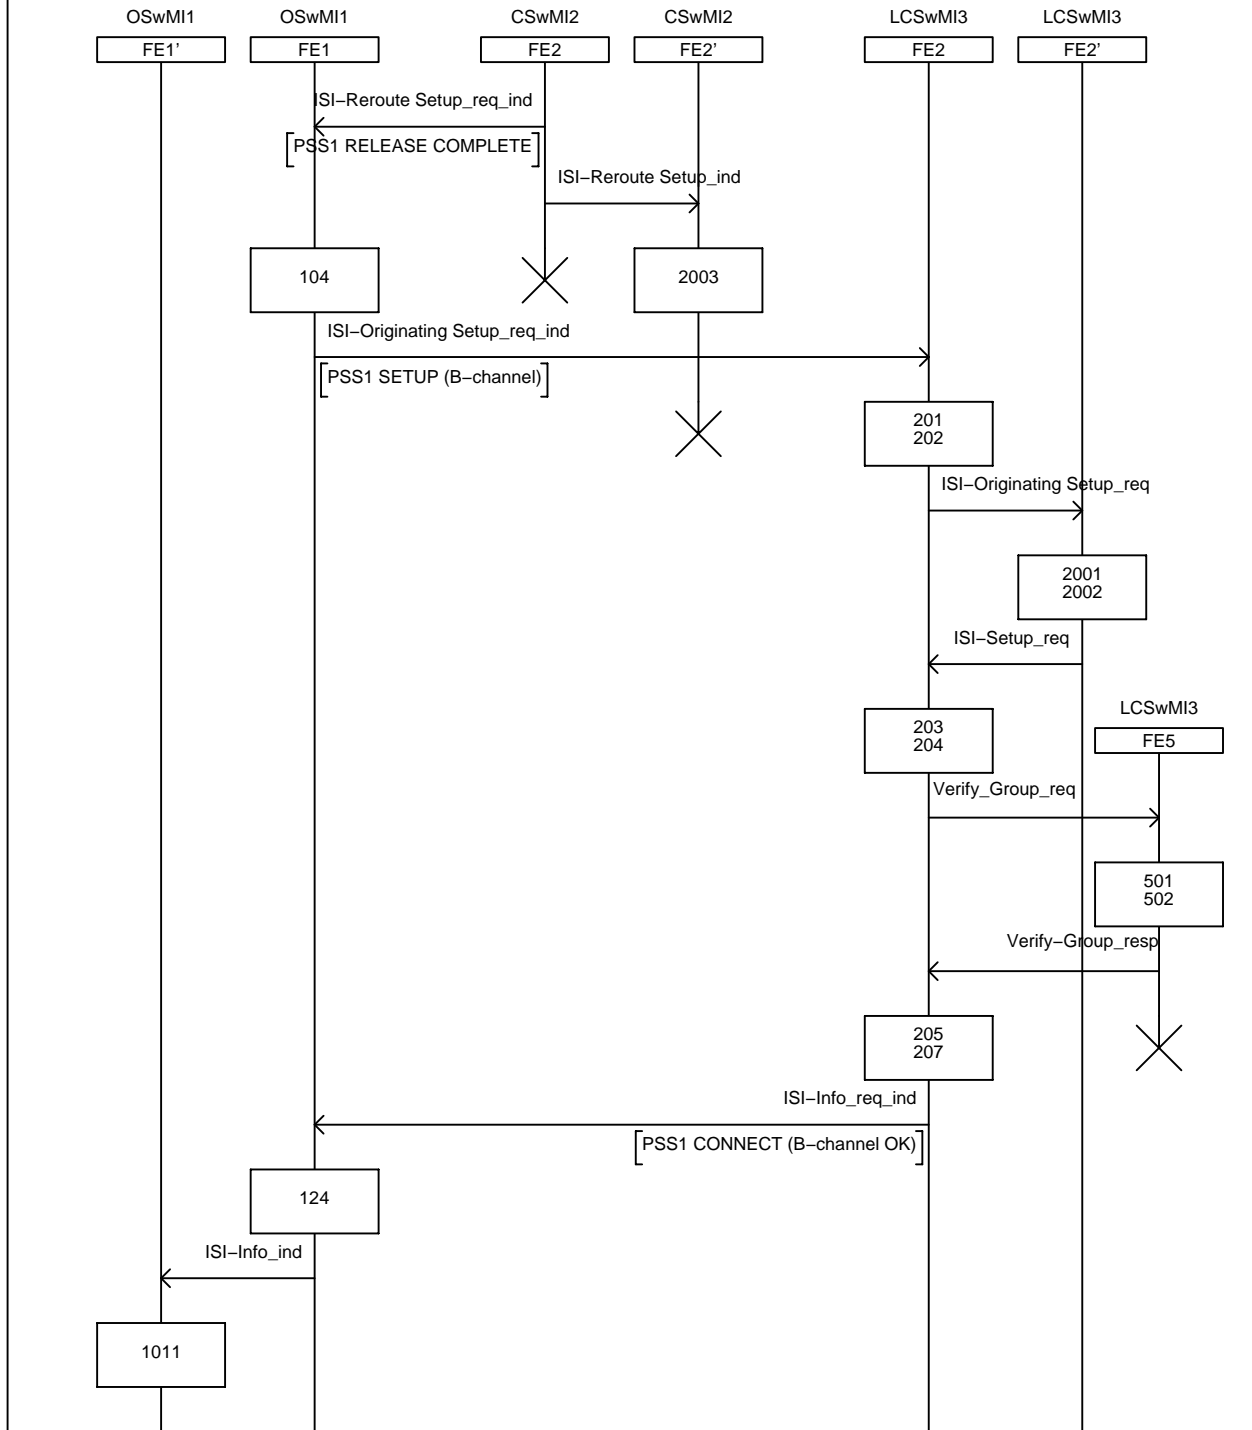 OSwMI1 OSwMI1 CSwMI2 CSwMI2 LCSwMI3 LCSwMI3
FE1’ FE1 FE2 FE2’ FE2 FE2’
ISI−Reroute Setup_req_ind
PSS1 RELEASE COMPLETE
ISI−Reroute Setup_ind
104 2003
ISI−Originating Setup_req_ind
PSS1 SETUP (B−channel)
201
202
ISI−Originating Setup_req
2001
2002
ISI−Setup_req
LCSwMI3
203
204
FE5
Verify_Group_req
501
502
Verify−Group_resp
205
207
ISI−Info_req_ind
PSS1 CONNECT (B−channel OK)
124
ISI−Info_ind
1011